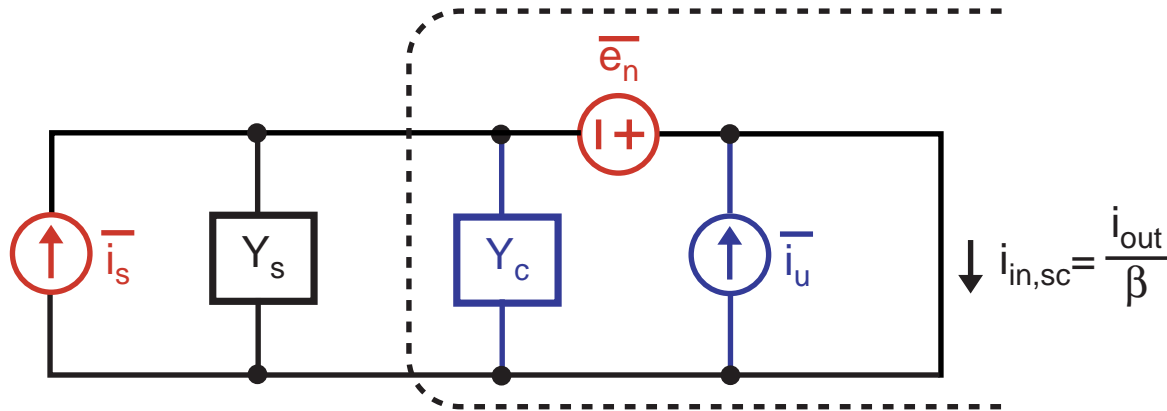 e_n
− +
i_s
Y_s
Y_c
i_u
i_in,sc = i_out / β